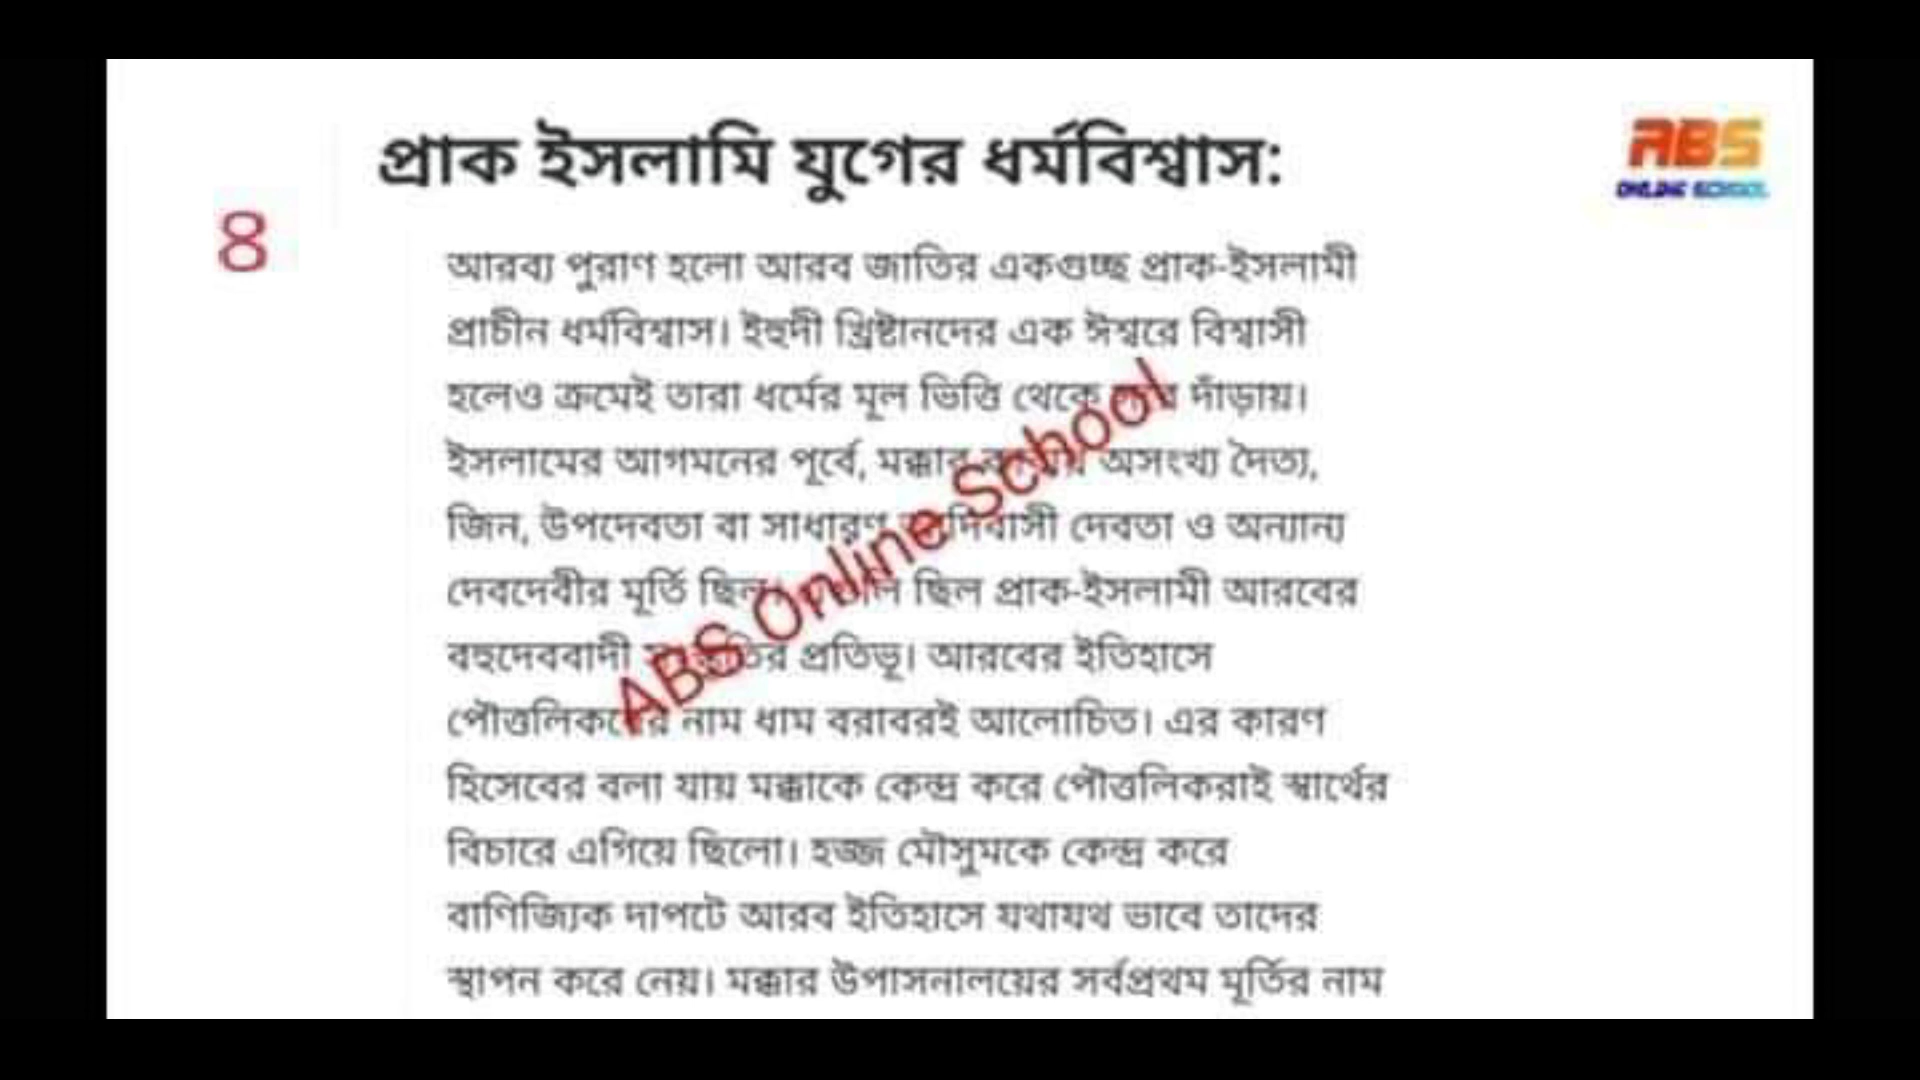 প্রাক ইসলামি যুগের ধর্মবিশ্বাস:
ABS
ONLINE SCHOOL
8
আরব্য পুরাণ হলো আরব জাতির একগুচ্ছ প্রাক-ইসলামী
প্রাচীন ধর্মবিশ্বাস। ইহুদী খ্রিষ্টানদের এক ঈশ্বরে বিশ্বাসী
হলেও ক্রমেই তারা ধর্মের মূল ভিত্তি থেকে দাঁড়ায়।
ইসলামের আগমনের পূর্বে, মক্কার অসংখ্য দৈত্য,
জিন, উপদেবতা বা সাধারণ দেবতা ও অন্যান্য
দেবদেবীর মূর্তি ছিল ছিল প্রাক-ইসলামী আরবের
বহুদেববাদী প্রতিভূ। আরবের ইতিহাসে
নাম ধাম বরাবরই আলোচিত। এর কারণ
হিসেবের বলা যায় মক্কাকে কেন্দ্র করে পৌত্তলিকরাই স্বার্থের
বিচারে এগিয়ে ছিলো। হজ্জ মৌসুমকে কেন্দ্র করে
বাণিজ্যিক দাপটে আরব ইতিহাসে যথাযথ ভাবে তাদের
স্থাপন করে নেয়। মক্কার উপাসনালয়ের সর্বপ্রথম মূর্তির নাম
ABS Online School